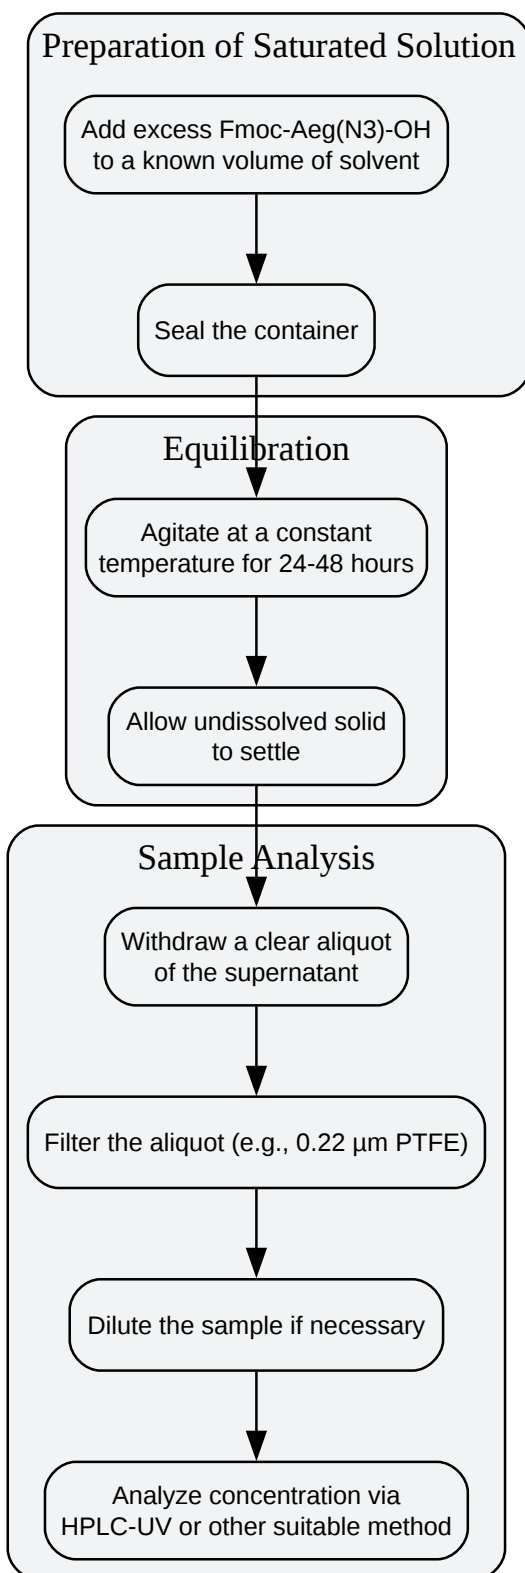 Preparation of Saturated Solution
Add excess Fmoc-Aeg(N3)-OH
to a known volume of solvent
Seal the container
Equilibration
Agitate at a constant
temperature for 24-48 hours
Allow undissolved solid
to settle
Sample Analysis
Withdraw a clear aliquot
of the supernatant
Filter the aliquot (e.g., 0.22 µm PTFE)
Dilute the sample if necessary
Analyze concentration via
HPLC-UV or other suitable method